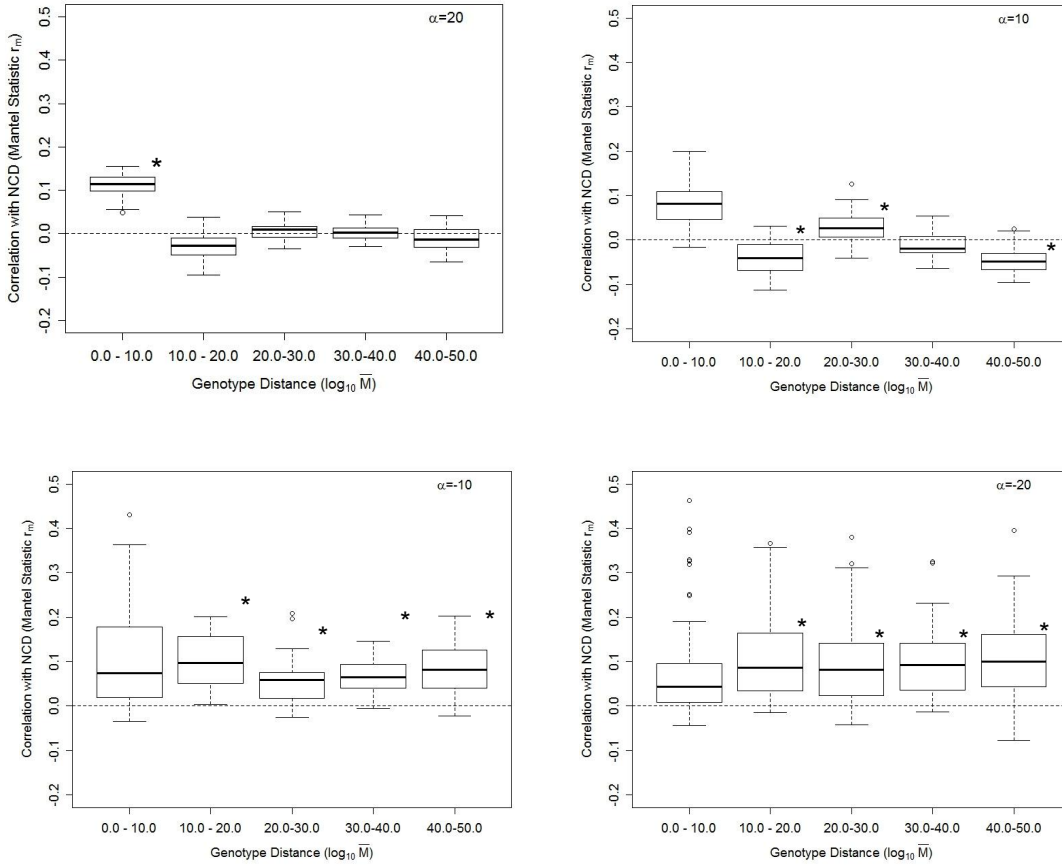 α=20
0.5
0.4
0.3
0.2
0.1
0.0
-0.1
-0.2
Correlation with NCD (Mantel Statistic rm)
*
0.0 - 10.0 10.0 - 20.0 20.0-30.0 30.0-40.0 40.0-50.0
Genotype Distance (log10 M̅)
α=10
0.5
0.4
0.3
0.2
0.1
0.0
-0.1
-0.2
Correlation with NCD (Mantel Statistic rm)
* * *
0.0 - 10.0 10.0 - 20.0 20.0-30.0 30.0-40.0 40.0-50.0
Genotype Distance (log10 M̅)
α=-10
0.5
0.4
0.3
0.2
0.1
0.0
-0.1
-0.2
Correlation with NCD (Mantel Statistic rm)
* * * *
0.0 - 10.0 10.0 - 20.0 20.0-30.0 30.0-40.0 40.0-50.0
Genotype Distance (log10 M̅)
α=-20
0.5
0.4
0.3
0.2
0.1
0.0
-0.1
-0.2
Correlation with NCD (Mantel Statistic rm)
* * * *
0.0 - 10.0 10.0 - 20.0 20.0-30.0 30.0-40.0 40.0-50.0
Genotype Distance (log10 M̅)